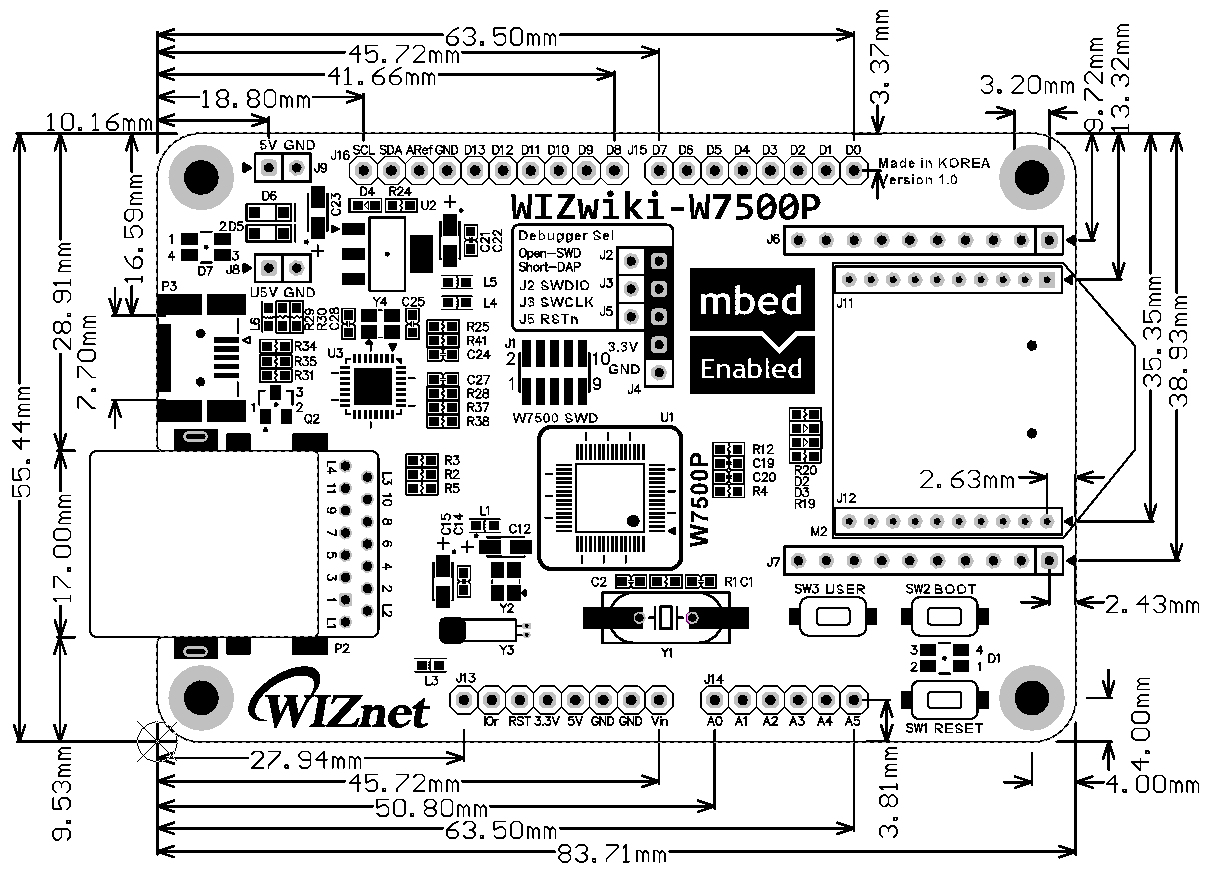 63.50mm
45.72mm
41.66mm
18.80mm
10.16mm
3.37mm
3.20mm
9.72mm
13.32mm
5V GND
J9
J16
SCL SDA ARef GND D13 D12 D11 D10 D9 D8
J15
D7 D6 D5 D4 D3 D2 D1 D0
Made in KOREA
Version 1.0
D6
D5
2
C23
D4 R24
U2
WIZwiki-W7500P
C21
C22
1
4
3
2
D7
J8
U5V GND
Debugger Sel
Open-SWD
Short-DAP
J2 SWDIO
J3 SWCLK
J5 RSTn
J2
J3
J5
3.3V
GND
J4
mbed
Enabled
J6
J11
16.59mm
28.91mm
7.70mm
55.44mm
17.00mm
9.53mm
35.35mm
38.93mm
P3
L6
R29
R30
C28
Y4 C25
L5
L4
R25
R41
C24
R34
R35
R31
U3
C27
R28
R37
R38
3
1 2
Q2
J1
2 10
1 9
W7500 SWD
U1
W7500P
R12
C19
C20
R4
R20
D2
D3
R19
2.63mm
J12
M2
J7
R3
R2
R5
L4
11
9
7
5
3
1
L1
L3
10
8
6
4
2
L2
P2
C15
C14
L1
C12
Y2
Y3
C2
R1 C1
Y1
SW3 USER
SW2 BOOT
2.43mm
3 4
2 1
D1
SW1 RESET
L3
WIZnet
J13
IOr RST 3.3V 5V GND GND Vin
J14
A0 A1 A2 A3 A4 A5
27.94mm
45.72mm
50.80mm
63.50mm
83.71mm
3.81mm
4.00mm
4.00mm